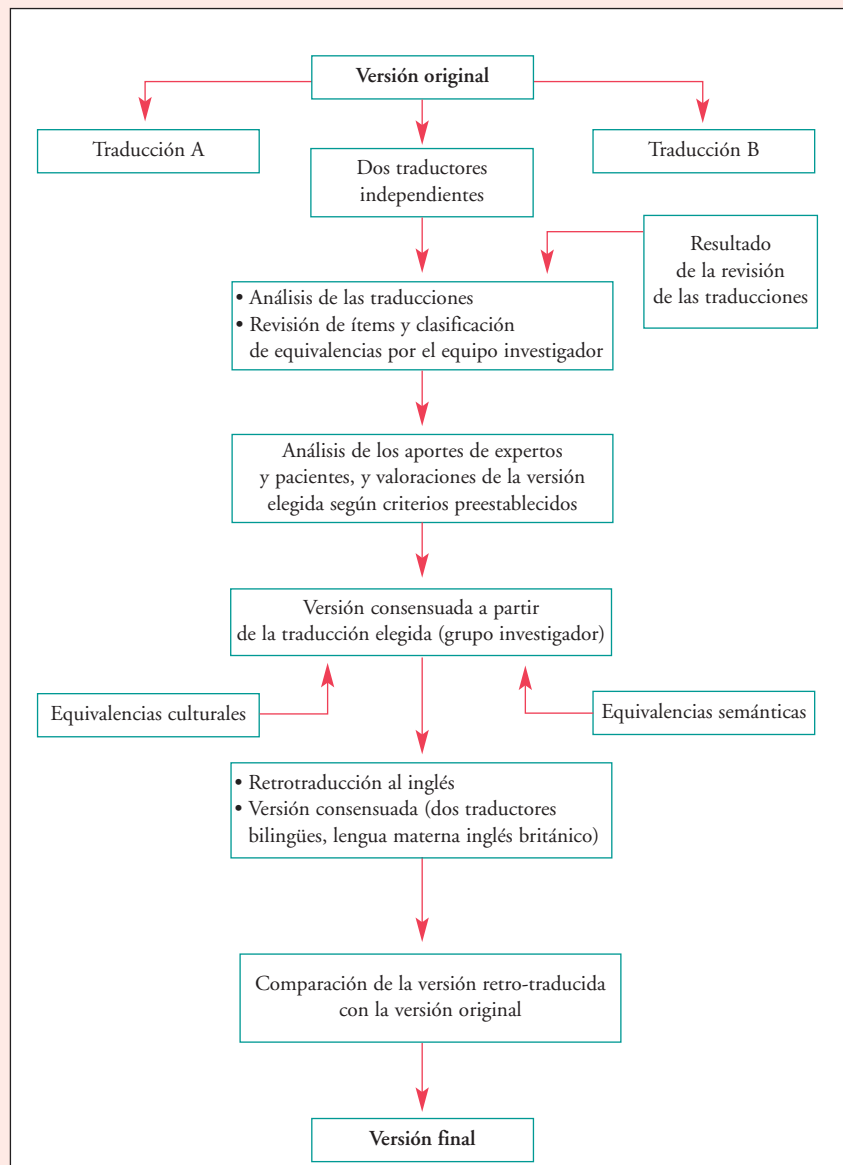 Versión original
Traducción A
Traducción B
Dos traductores
independientes
Resultado
de la revisión
de las traducciones
• Análisis de las traducciones
• Revisión de ítems y clasificación
de equivalencias por el equipo investigador
Análisis de los aportes de expertos
y pacientes, y valoraciones de la versión
elegida según criterios preestablecidos
Versión consensuada a partir
de la traducción elegida (grupo investigador)
Equivalencias culturales
Equivalencias semánticas
• Retrotraducción al inglés
• Versión consensuada (dos traductores
bilingües, lengua materna inglés británico)
Comparación de la versión retro-traducida
con la versión original
Versión final